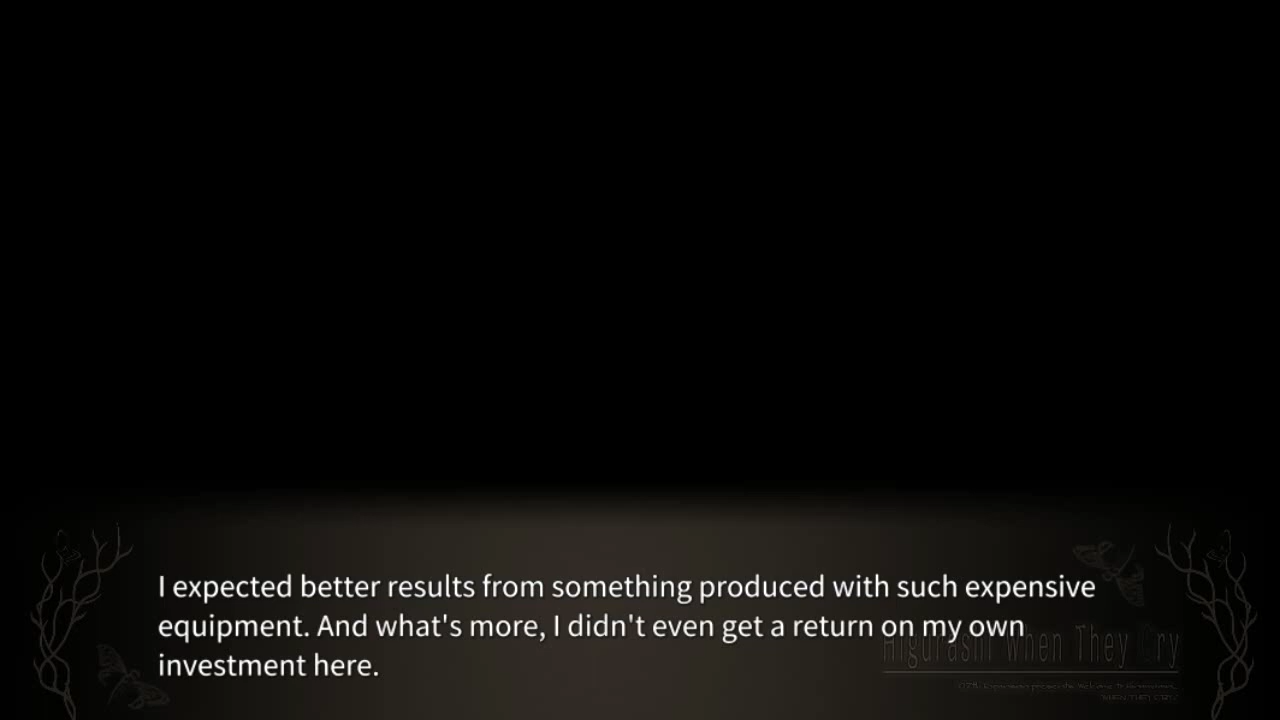 I expected better results from something produced with such expensive
equipment. And what's more, I didn't even get a return on my own
investment here.
Higurashi When They Cry